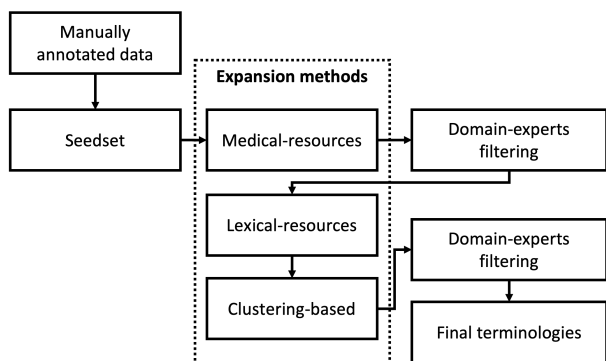 Manually
annotated data
Seedset
Expansion methods
Medical-resources
Domain-experts
filtering
Lexical-resources
Clustering-based
Domain-experts
filtering
Final terminologies